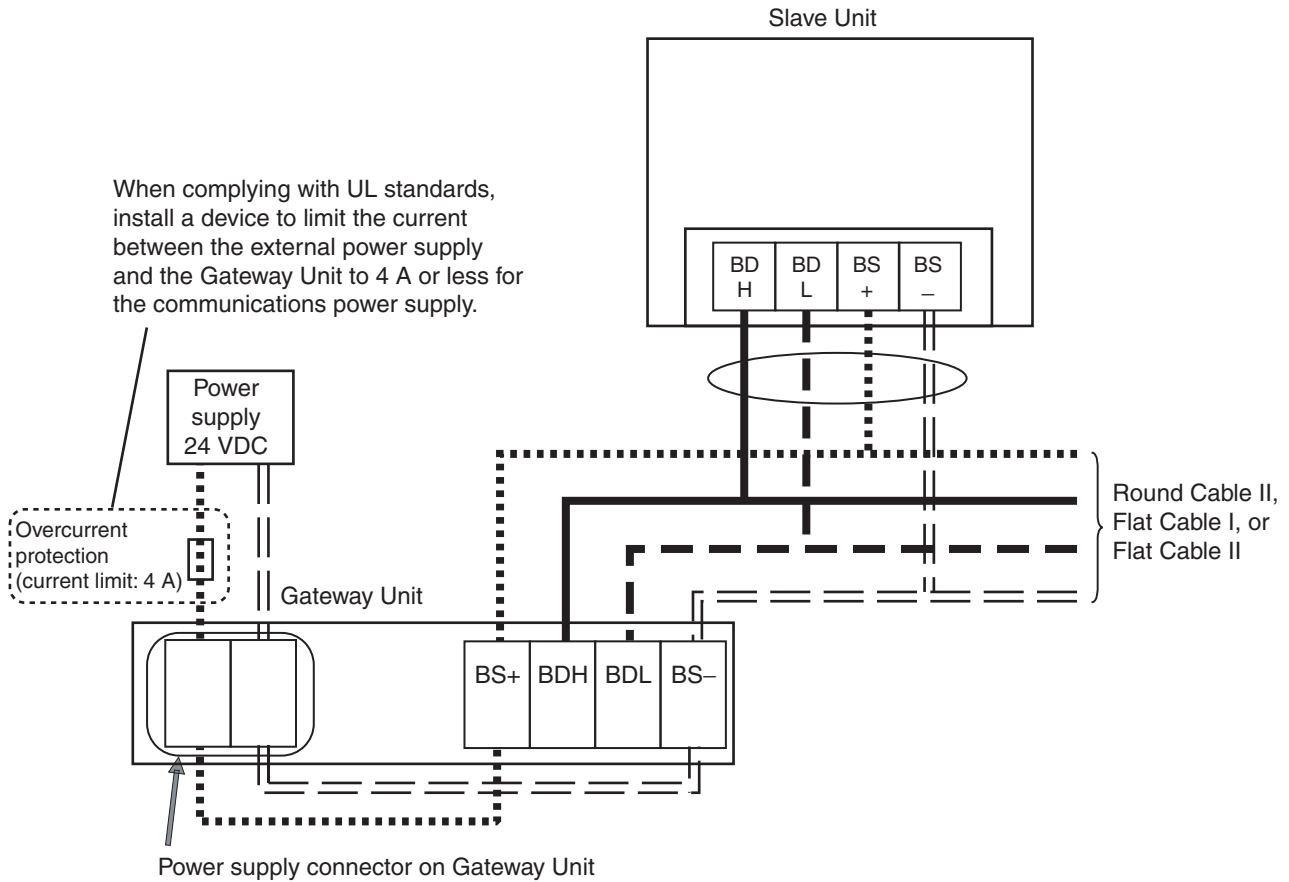 Slave Unit
When complying with UL standards,
install a device to limit the current
between the external power supply
and the Gateway Unit to 4 A or less for
the communications power supply.
BD
H
BD
L
BS
+
BS
–
Power
supply
24 VDC
Round Cable II,
Flat Cable I, or
Flat Cable II
Overcurrent
protection
(current limit: 4 A)
Gateway Unit
BS+
BDH
BDL
BS–
Power supply connector on Gateway Unit